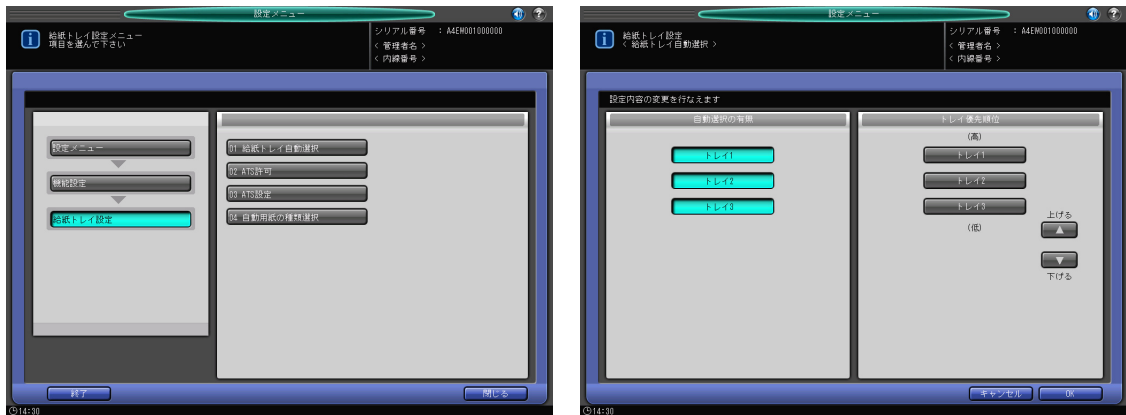 設定メニュー
給紙トレイ設定メニュー
項目を選んで下さい
シリアル番号 : A4EW001000000
< 管理者名 >
< 内線番号 >
設定メニュー
機能設定
給紙トレイ設定
01 給紙トレイ自動選択
02 ATS許可
03 ATS設定
04 自動用紙の種類選択
終了
閉じる
14:30
設定メニュー
給紙トレイ設定
< 給紙トレイ自動選択 >
シリアル番号 : A4EW001000000
< 管理者名 >
< 内線番号 >
設定内容の変更を行なえます
自動選択の有無
トレイ1
トレイ2
トレイ3
トレイ優先順位
(高)
トレイ1
トレイ2
トレイ3
(低)
上げる
下げる
キャンセル
OK
14:30